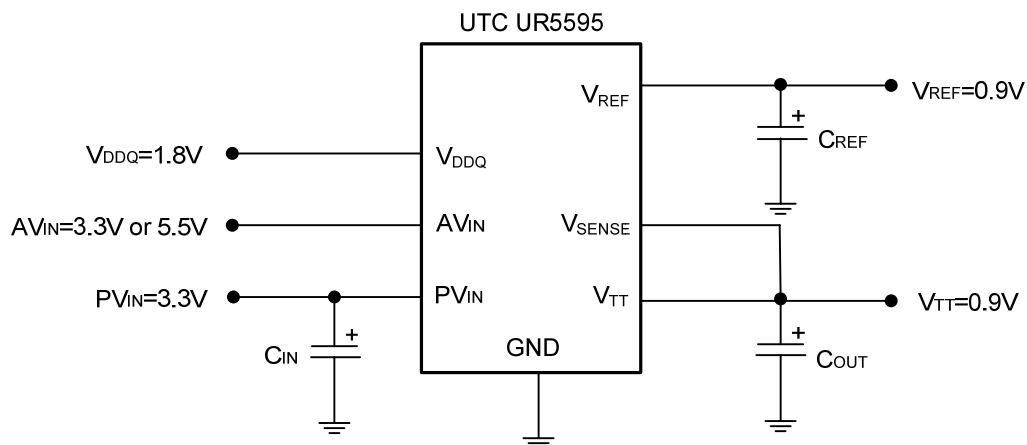 UTC UR5595
VREF
VREF=0.9V
CREF
VDDQ=1.8V
VDDQ
AVIN=3.3V or 5.5V
AVIN
VSENSE
PVIN=3.3V
PVIN
VTT
VTT=0.9V
CIN
GND
COUT
+
+
+